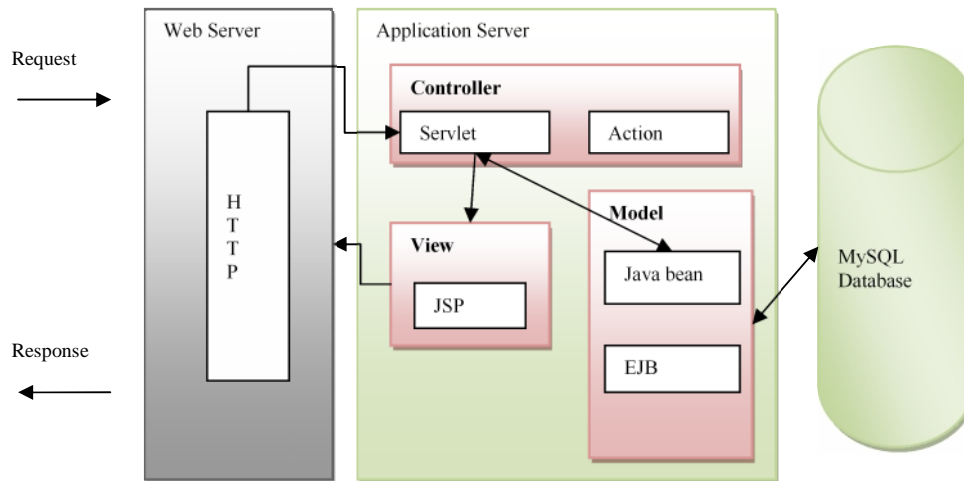 Web Server
Application Server
Request
Controller
Servlet
Action
H
T
T
P
Model
View
Java bean
MySQL
Database
JSP
Response
EJB